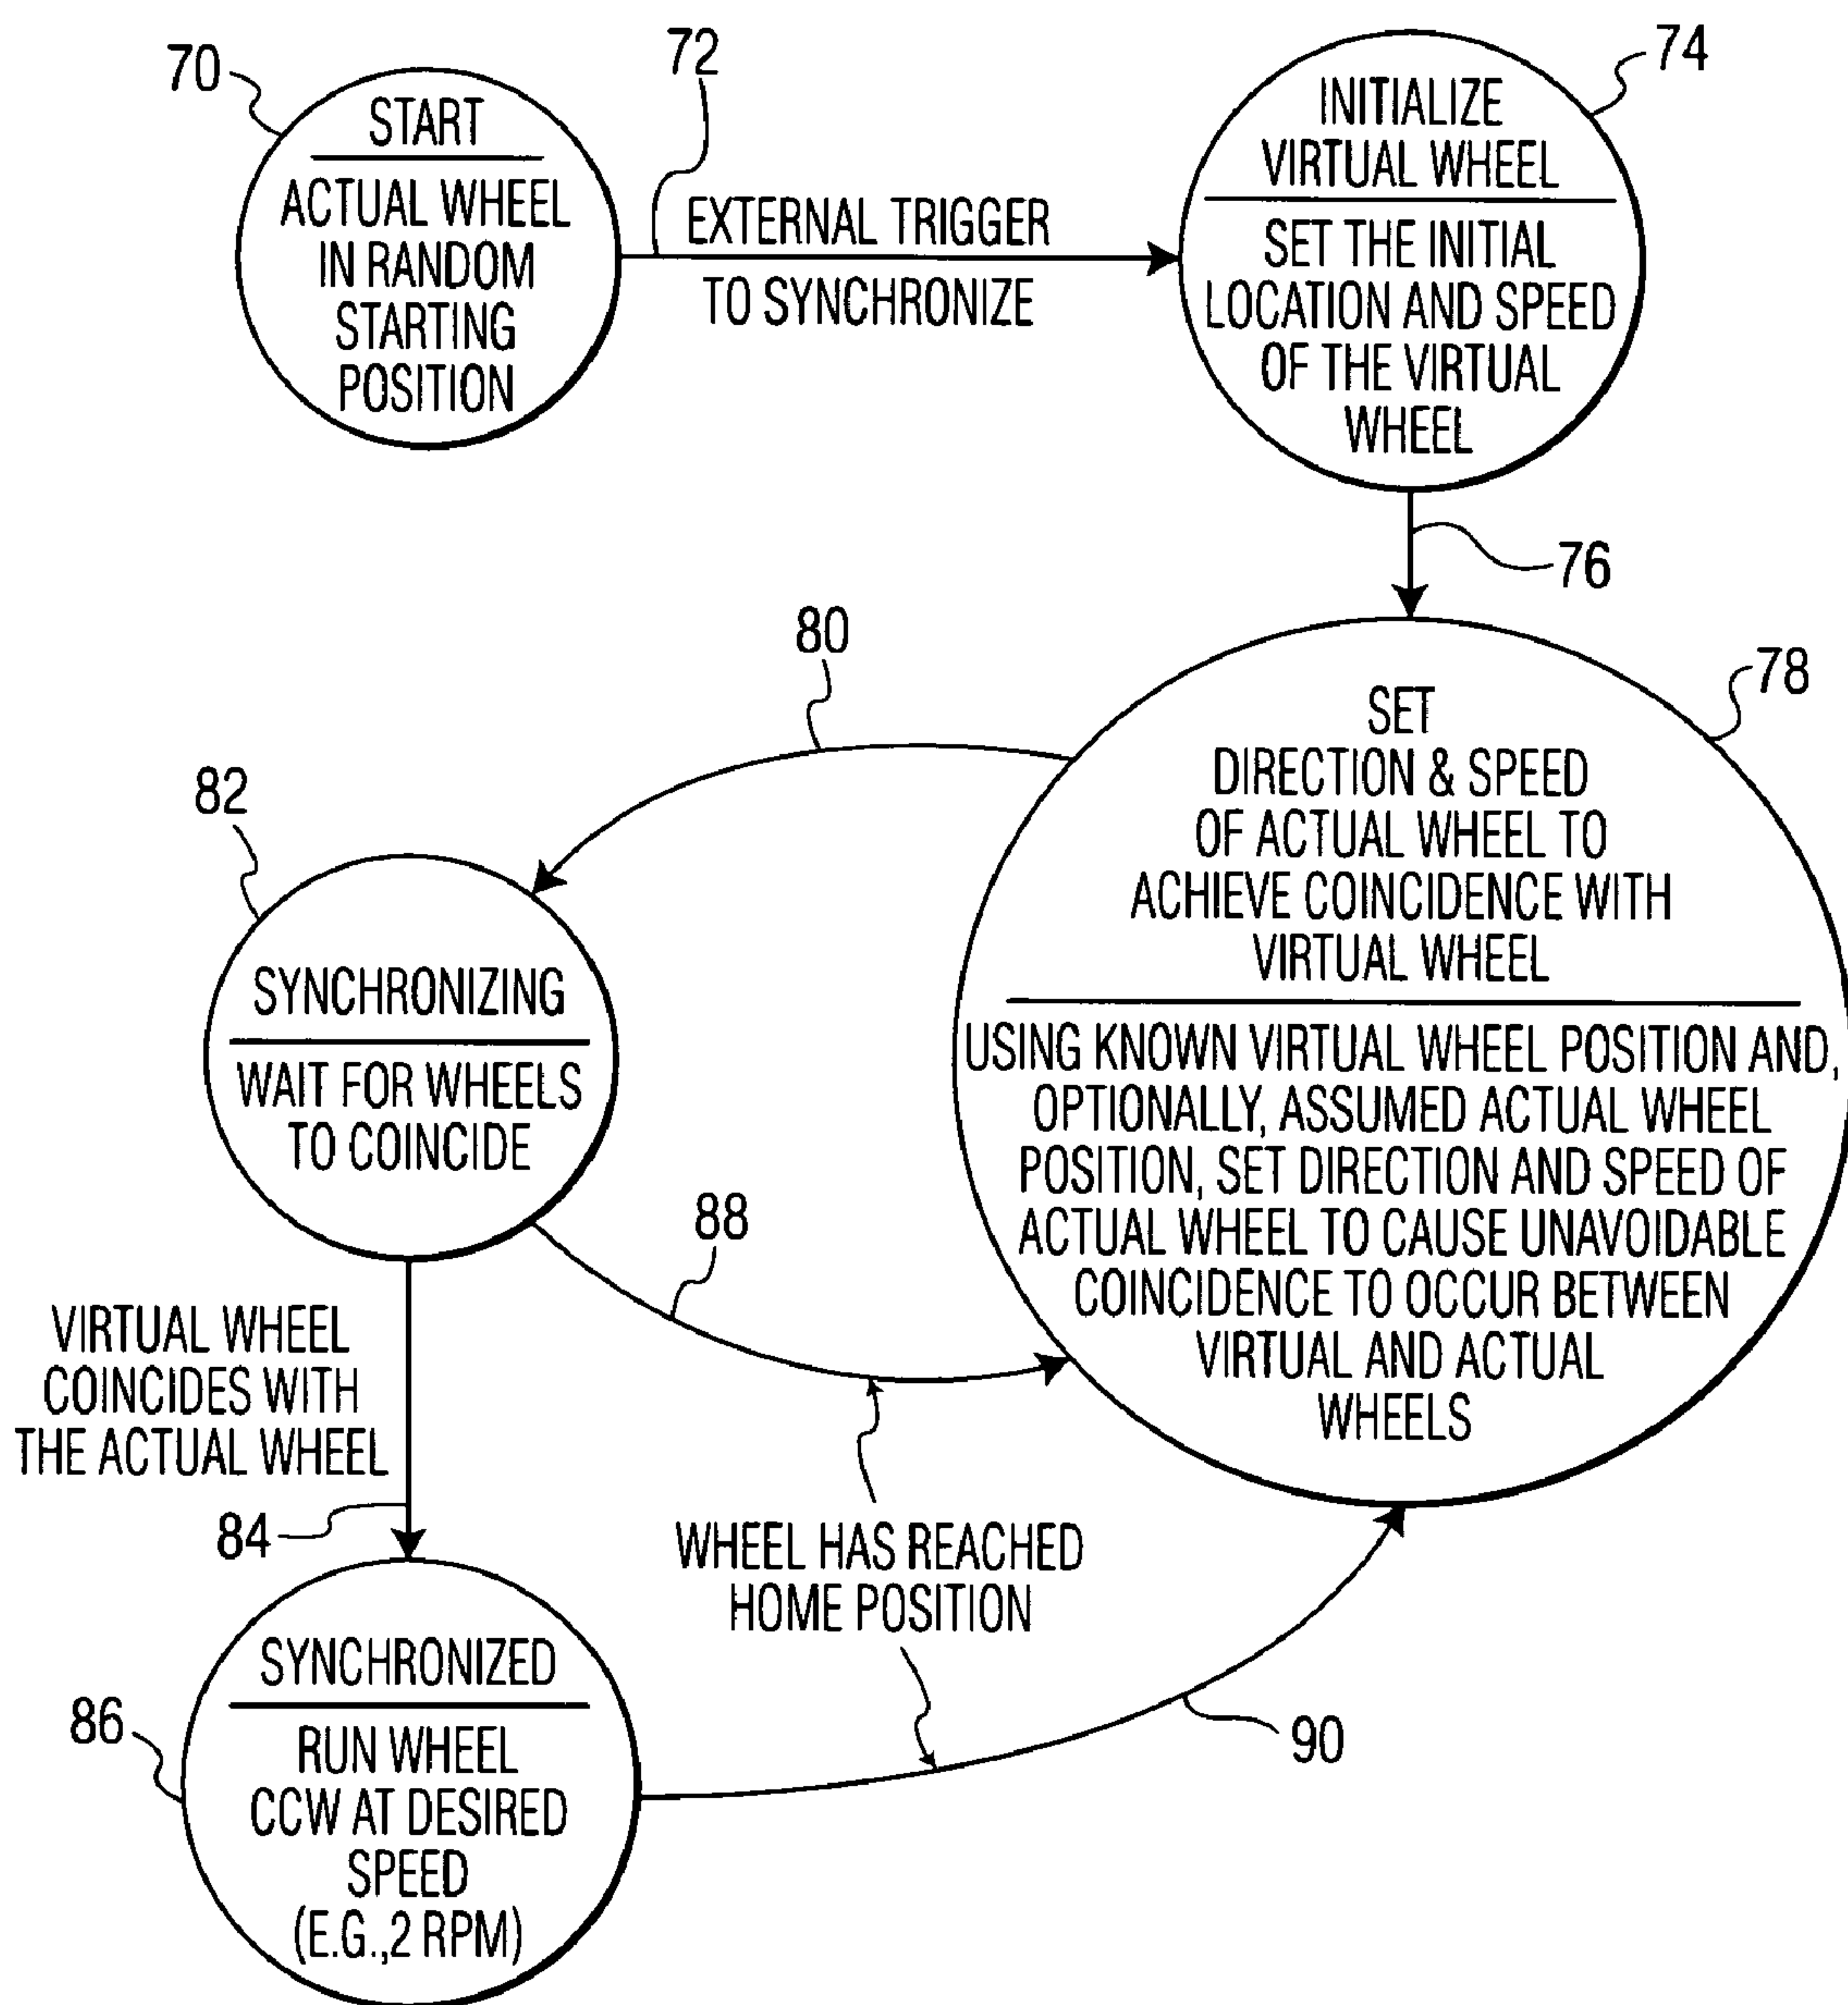 70
START
ACTUAL WHEEL
IN RANDOM
STARTING
POSITION
72
EXTERNAL TRIGGER
TO SYNCHRONIZE
74
INITIALIZE
VIRTUAL WHEEL
SET THE INITIAL
LOCATION AND SPEED
OF THE VIRTUAL
WHEEL
76
78
SET
DIRECTION & SPEED
OF ACTUAL WHEEL TO
ACHIEVE COINCIDENCE WITH
VIRTUAL WHEEL
USING KNOWN VIRTUAL WHEEL POSITION AND,
OPTIONALLY, ASSUMED ACTUAL WHEEL
POSITION, SET DIRECTION AND SPEED OF
ACTUAL WHEEL TO CAUSE UNAVOIDABLE
COINCIDENCE TO OCCUR BETWEEN
VIRTUAL AND ACTUAL
WHEELS
80
82
SYNCHRONIZING
WAIT FOR WHEELS
TO COINCIDE
88
VIRTUAL WHEEL
COINCIDES WITH
THE ACTUAL WHEEL
84
WHEEL HAS REACHED
HOME POSITION
86
SYNCHRONIZED
RUN WHEEL
CCW AT DESIRED
SPEED
(E.G.,2 RPM)
90